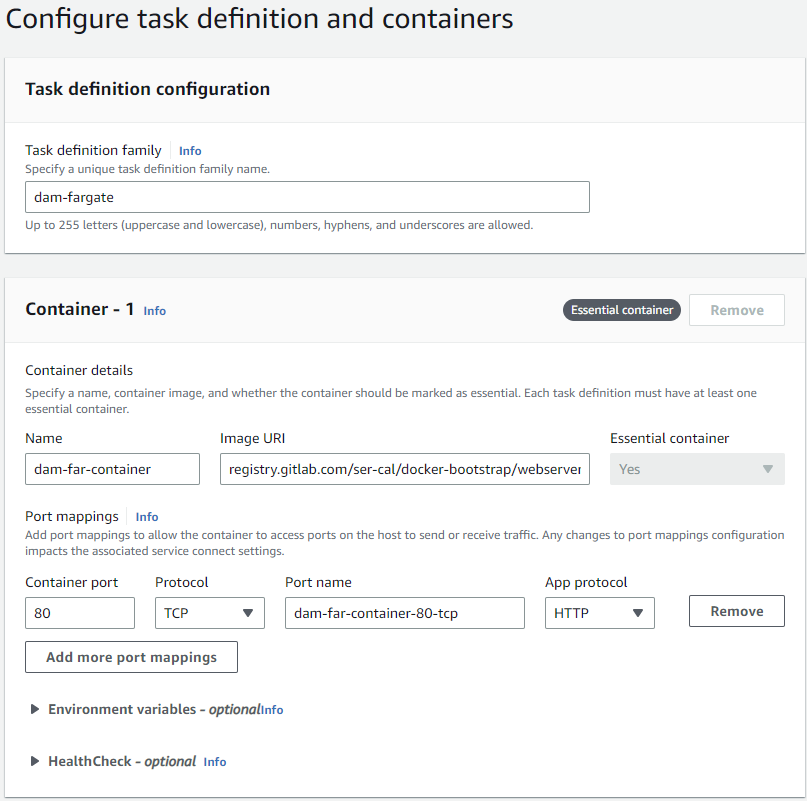 Configure task definition and containers
Task definition configuration
Task definition family Info
Specify a unique task definition family name.
dam-fargate
Up to 255 letters (uppercase and lowercase), numbers, hyphens, and underscores are allowed.
Container - 1 Info Essential container Remove
Container details
Specify a name, container image, and whether the container should be marked as essential. Each task definition must have at least one
essential container.
Name Image URI Essential container
dam-far-container registry.gitlab.com/ser-cal/docker-bootstrap/webserver Yes
Port mappings Info
Add port mappings to allow the container to access ports on the host to send or receive traffic. Any changes to port mappings configuration
impacts the associated service connect settings.
Container port Protocol Port name App protocol
80 TCP dam-far-container-80-tcp HTTP Remove
Add more port mappings
Environment variables - optionalInfo
HealthCheck - optional Info